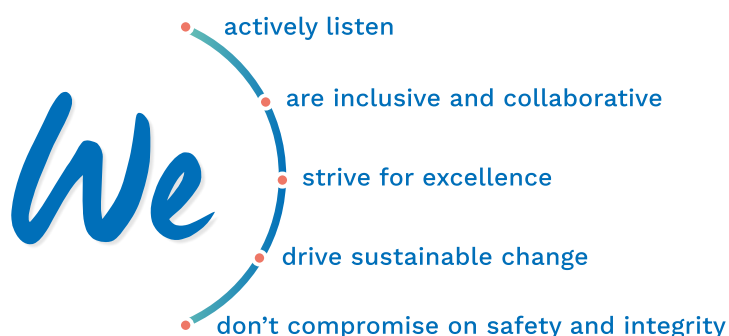 We
actively listen
are inclusive and collaborative
strive for excellence
drive sustainable change
don't compromise on safety and integrity